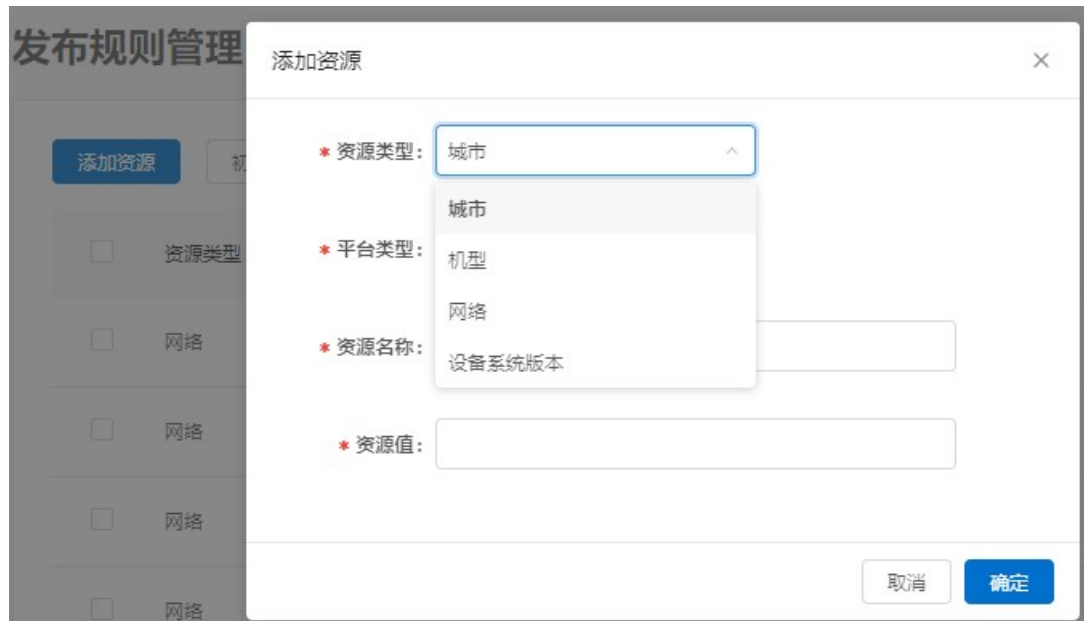 发布规则管理
添加资源
添加资源
初
资源类型
网络
网络
网络
网络
* 资源类型:
城市
城市
机型
网络
设备系统版本
* 平台类型:
* 资源名称:
* 资源值:
取消
确定